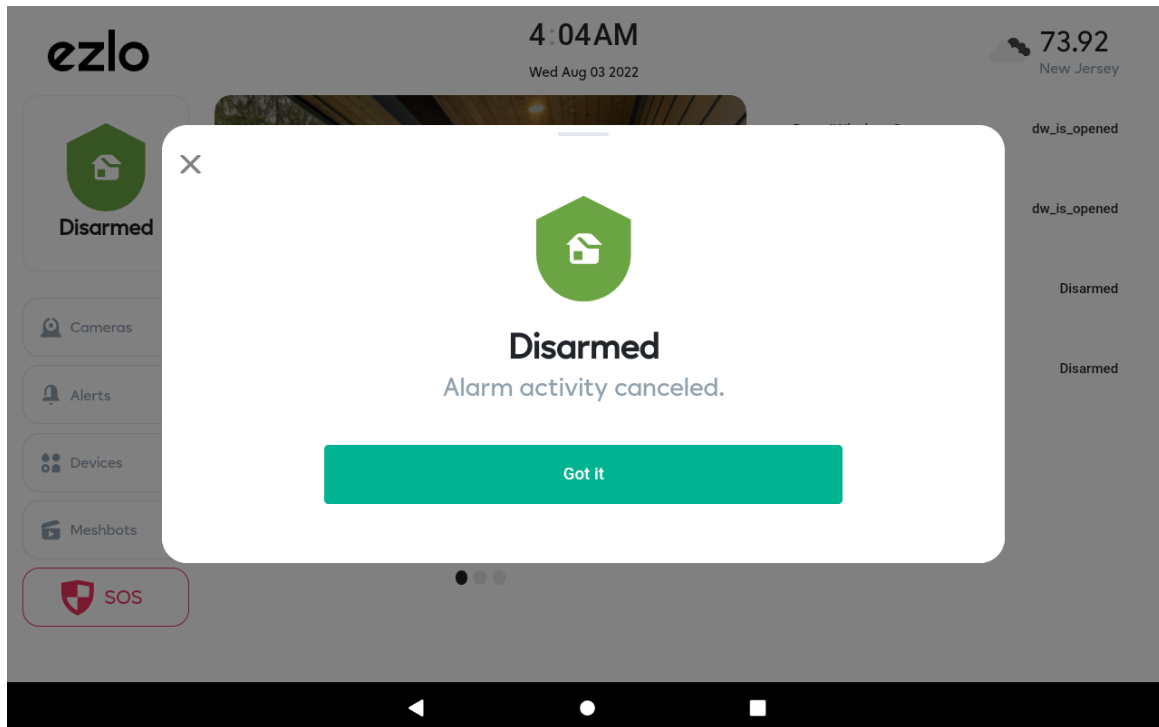 ezlo
4:04AM
Wed Aug 03 2022
73.92
New Jersey
Disarmed
dw_is_opened
dw_is_opened
Disarmed
Disarmed
Cameras
Alerts
Devices
Meshbots
SOS
Disarmed
Alarm activity canceled.
Got it